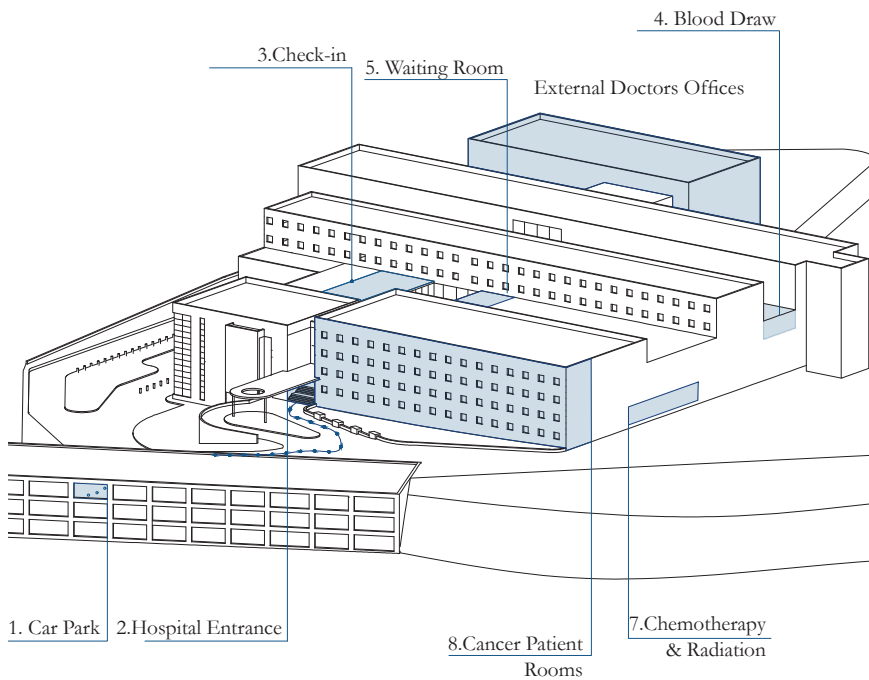 4. Blood Draw
3.Check-in
5. Waiting Room
External Doctors Offices
1. Car Park
2.Hospital Entrance
8.Cancer Patient
Rooms
7.Chemotherapy
& Radiation